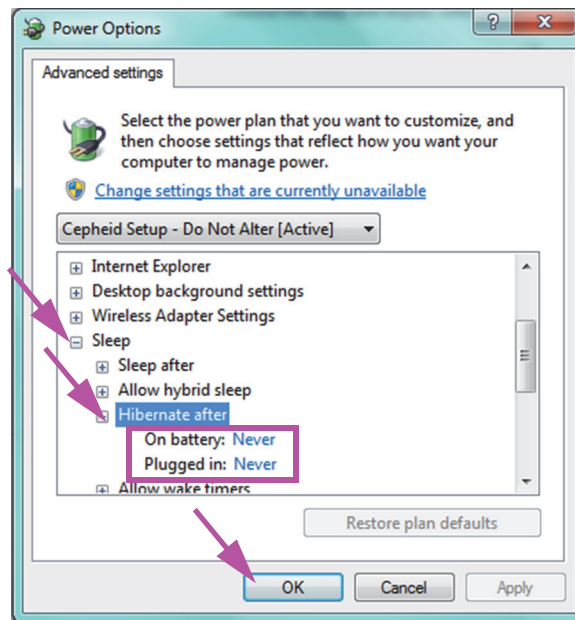 Power Options
Advanced settings
Select the power plan that you want to customize, and
then choose settings that reflect how you want your
computer to manage power.
Change settings that are currently unavailable
Cepheid Setup - Do Not Alter [Active]
Internet Explorer
Desktop background settings
Wireless Adapter Settings
Sleep
Sleep after
Allow hybrid sleep
Hibernate after
On battery: Never
Plugged in: Never
Allow wake timers
Restore plan defaults
OK Cancel Apply